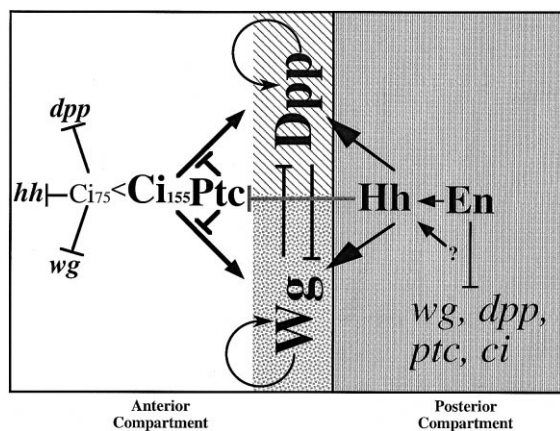 dpp
hh
Ci75
<
Ci155
Ptc
wg
Dpp
Wg
Hh
En
?
wg, dpp,
ptc, ci
Anterior
Compartment
Posterior
Compartment